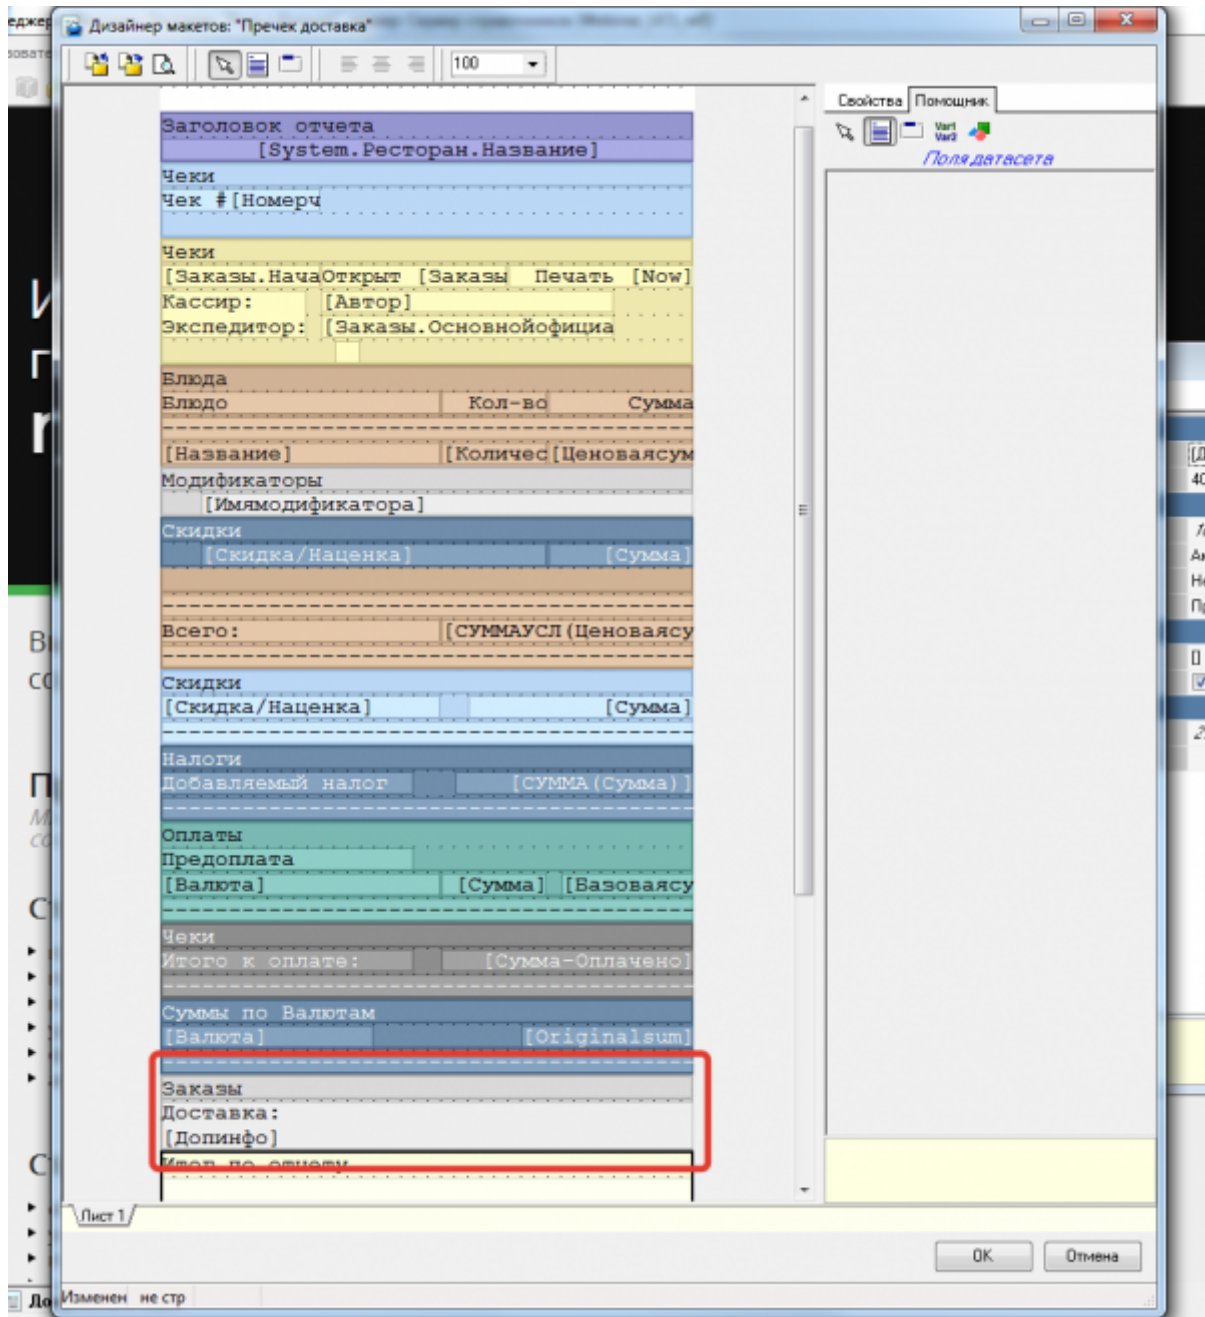 Дизайнер макетов: "Пречек доставка"
100
Свойства Помощник
Var1
Var2
Поля датасета
Заголовок отчета
[System.Ресторан.Название]
Чеки
Чек #[Номерч
Чеки
[Заказы.НачаОткрыт [Заказы Печать [Now]
Кассир: [Автор]
Экспедитор: [Заказы.Основнойофициа
Блюда
Блюдо Кол-во Сумма
[Название] [Количес[Ценоваясум
Модификаторы
[Имямодификатора]
Скидки
[Скидка/Наценка] [Сумма]
Всего: [СУММАУСЛ(Ценоваясу
Скидки
[Скидка/Наценка] [Сумма]
Налоги
Добавляемый налог [СУММА(Сумма)]
Оплаты
Предоплата
[Валюта] [Сумма] [Базоваясу
Чеки
Итого к оплате: [Сумма-Оплачено]
Суммы по Валютам
[Валюта] [Originalsum]
Заказы
Доставка:
[Допинфо]
Итог по отчету
Лист 1
OK Отмена
Изменен не стр